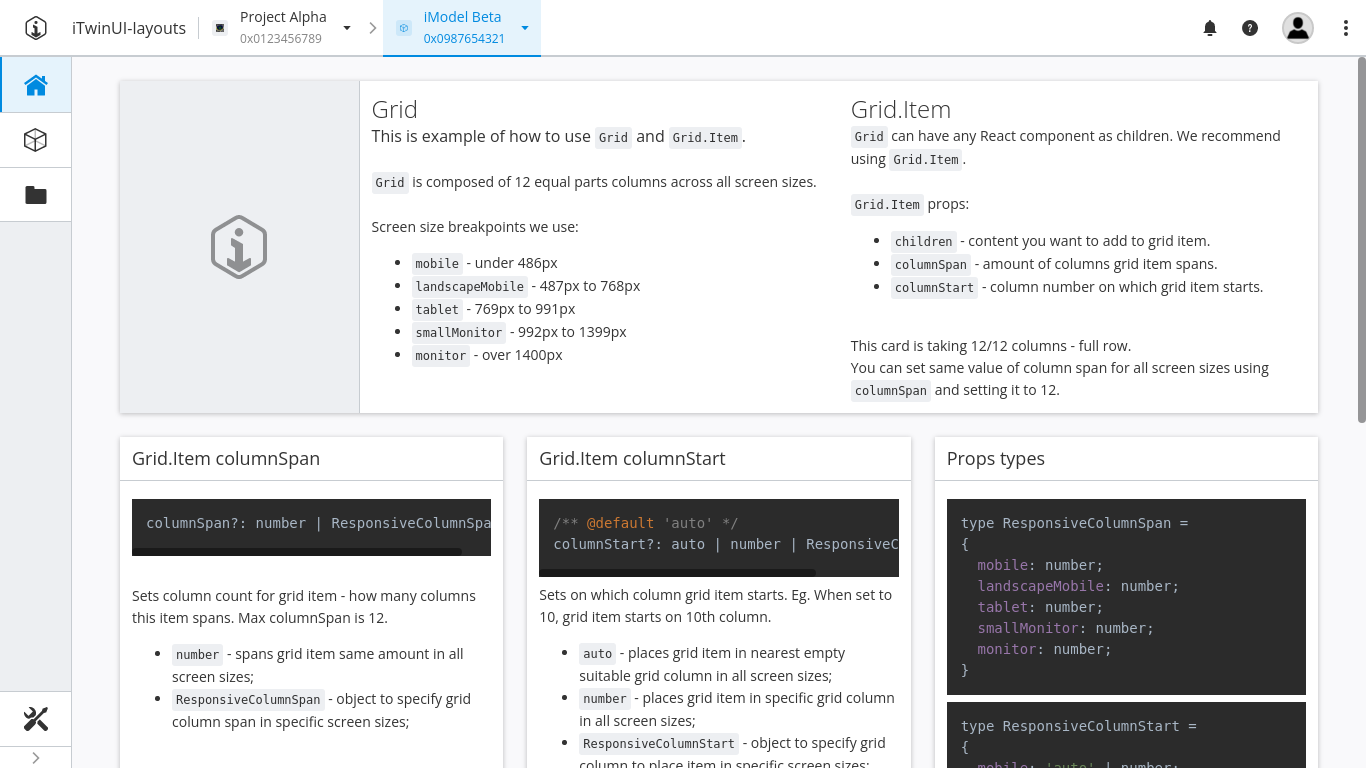 iTwinUI-layouts
Project Alpha
0x0123456789
iModel Beta
0x0987654321
Grid
This is example of how to use Grid and Grid.Item.
Grid is composed of 12 equal parts columns across all screen sizes.
Screen size breakpoints we use:
mobile - under 486px
landscapeMobile - 487px to 768px
tablet - 769px to 991px
smallMonitor - 992px to 1399px
monitor - over 1400px
Grid.Item
Grid can have any React component as children. We recommend
using Grid.Item.
Grid.Item props:
children - content you want to add to grid item.
columnSpan - amount of columns grid item spans.
columnStart - column number on which grid item starts.
This card is taking 12/12 columns - full row.
You can set same value of column span for all screen sizes using
columnSpan and setting it to 12.
Grid.Item columnSpan
columnSpan?: number | ResponsiveColumnSpa
Sets column count for grid item - how many columns
this item spans. Max columnSpan is 12.
number - spans grid item same amount in all
screen sizes;
ResponsiveColumnSpan - object to specify grid
column span in specific screen sizes;
Grid.Item columnStart
/** @default 'auto' */
columnStart?: auto | number | ResponsiveC
Sets on which column grid item starts. Eg. When set to
10, grid item starts on 10th column.
auto - places grid item in nearest empty
suitable grid column in all screen sizes;
number - places grid item in specific grid column
in all screen sizes;
ResponsiveColumnStart - object to specify grid
column to place item in specific screen sizes;
Props types
type ResponsiveColumnSpan =
{
mobile: number;
landscapeMobile: number;
tablet: number;
smallMonitor: number;
monitor: number;
}
type ResponsiveColumnStart =
{
mobile: 'auto' | number;